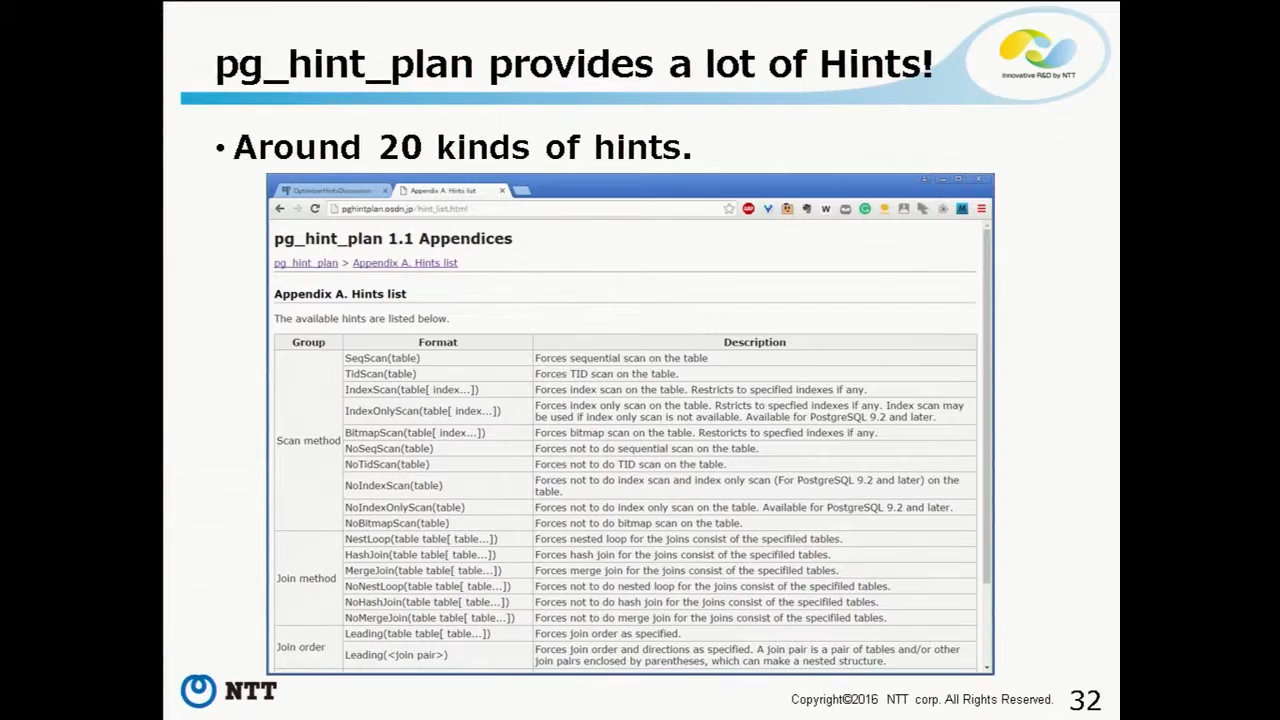 pg_hint_plan provides a lot of Hints!
Innovative R&D by NTT
• Around 20 kinds of hints.
OptimizerHintsDiscussion
Appendix A. Hints list
pghintplan.osdn.jp/hint_list.html
pg_hint_plan 1.1 Appendices
pg_hint_plan > Appendix A. Hints list
Appendix A. Hints list
The available hints are listed below.
Group Format Description
Scan method
SeqScan(table) Forces sequential scan on the table
TidScan(table) Forces TID scan on the table.
IndexScan(table[ index...]) Forces index scan on the table. Restricts to specified indexes if any.
IndexOnlyScan(table[ index...]) Forces index only scan on the table. Rstricts to specfied indexes if any. Index scan may
be used if index only scan is not available. Available for PostgreSQL 9.2 and later.
BitmapScan(table[ index...]) Forces bitmap scan on the table. Restoricts to specfied indexes if any.
NoSeqScan(table) Forces not to do sequential scan on the table.
NoTidScan(table) Forces not to do TID scan on the table.
NoIndexScan(table) Forces not to do index scan and index only scan (For PostgreSQL 9.2 and later) on the
table.
NoIndexOnlyScan(table) Forces not to do index only scan on the table. Available for PostgreSQL 9.2 and later.
NoBitmapScan(table) Forces not to do bitmap scan on the table.
Join method
NestLoop(table table[ table...]) Forces nested loop for the joins consist of the specifiled tables.
HashJoin(table table[ table...]) Forces hash join for the joins consist of the specifiled tables.
MergeJoin(table table[ table...]) Forces merge join for the joins consist of the specifiled tables.
NoNestLoop(table table[ table...]) Forces not to do nested loop for the joins consist of the specifiled tables.
NoHashJoin(table table[ table...]) Forces not to do hash join for the joins consist of the specifiled tables.
NoMergeJoin(table table[ table...]) Forces not to do merge join for the joins consist of the specifiled tables.
Join order
Leading(table table[ table...]) Forces join order as specified.
Leading(<join pair>) Forces join order and directions as specified. A join pair is a pair of tables and/or other
join pairs enclosed by parentheses, which can make a nested structure.
NTT
Copyright©2016 NTT corp. All Rights Reserved.
32